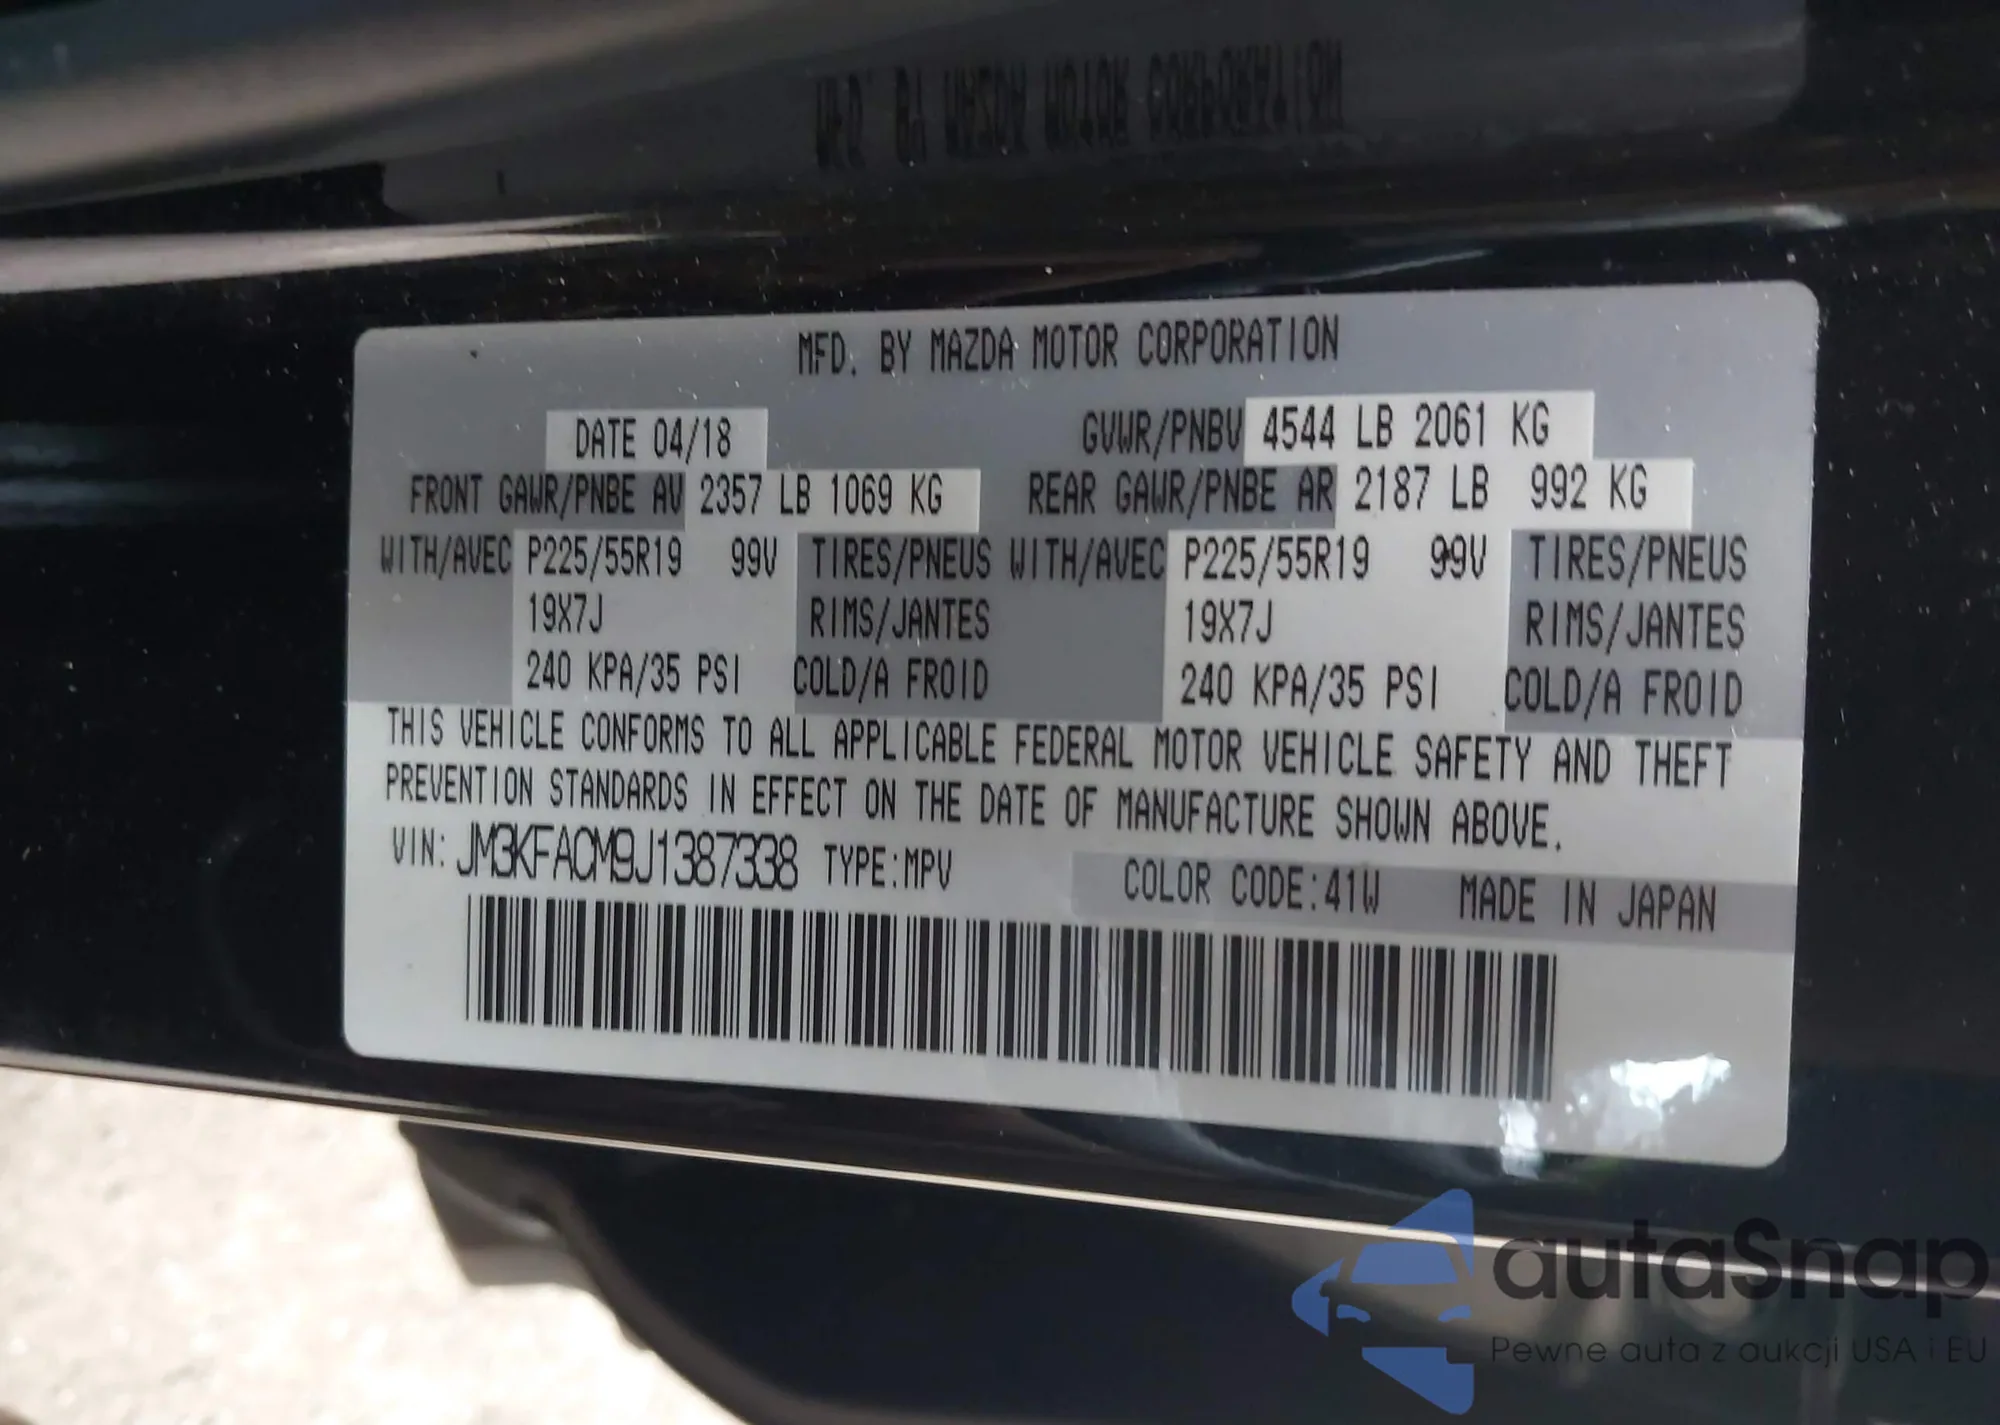 MFD. BY MAZDA MOTOR CORPORATION
DATE 04/18 GVWR/PNBV 4544 LB 2061 KG
FRONT GAWR/PNBE AV 2357 LB 1069 KG REAR GAWR/PNBE AR 2187 LB 992 KG
WITH/AVEC P225/55R19 99V TIRES/PNEUS WITH/AVEC P225/55R19 99V TIRES/PNEUS
19X7J RIMS/JANTES 19X7J RIMS/JANTES
240 KPA/35 PSI COLD/A FROID 240 KPA/35 PSI COLD/A FROID
THIS VEHICLE CONFORMS TO ALL APPLICABLE FEDERAL MOTOR VEHICLE SAFETY AND THEFT
PREVENTION STANDARDS IN EFFECT ON THE DATE OF MANUFACTURE SHOWN ABOVE.
VIN: JM3KFACM9J1387338 TYPE:MPV COLOR CODE:41W MADE IN JAPAN
autaSnap
Pewne auta z aukcji USA i EU